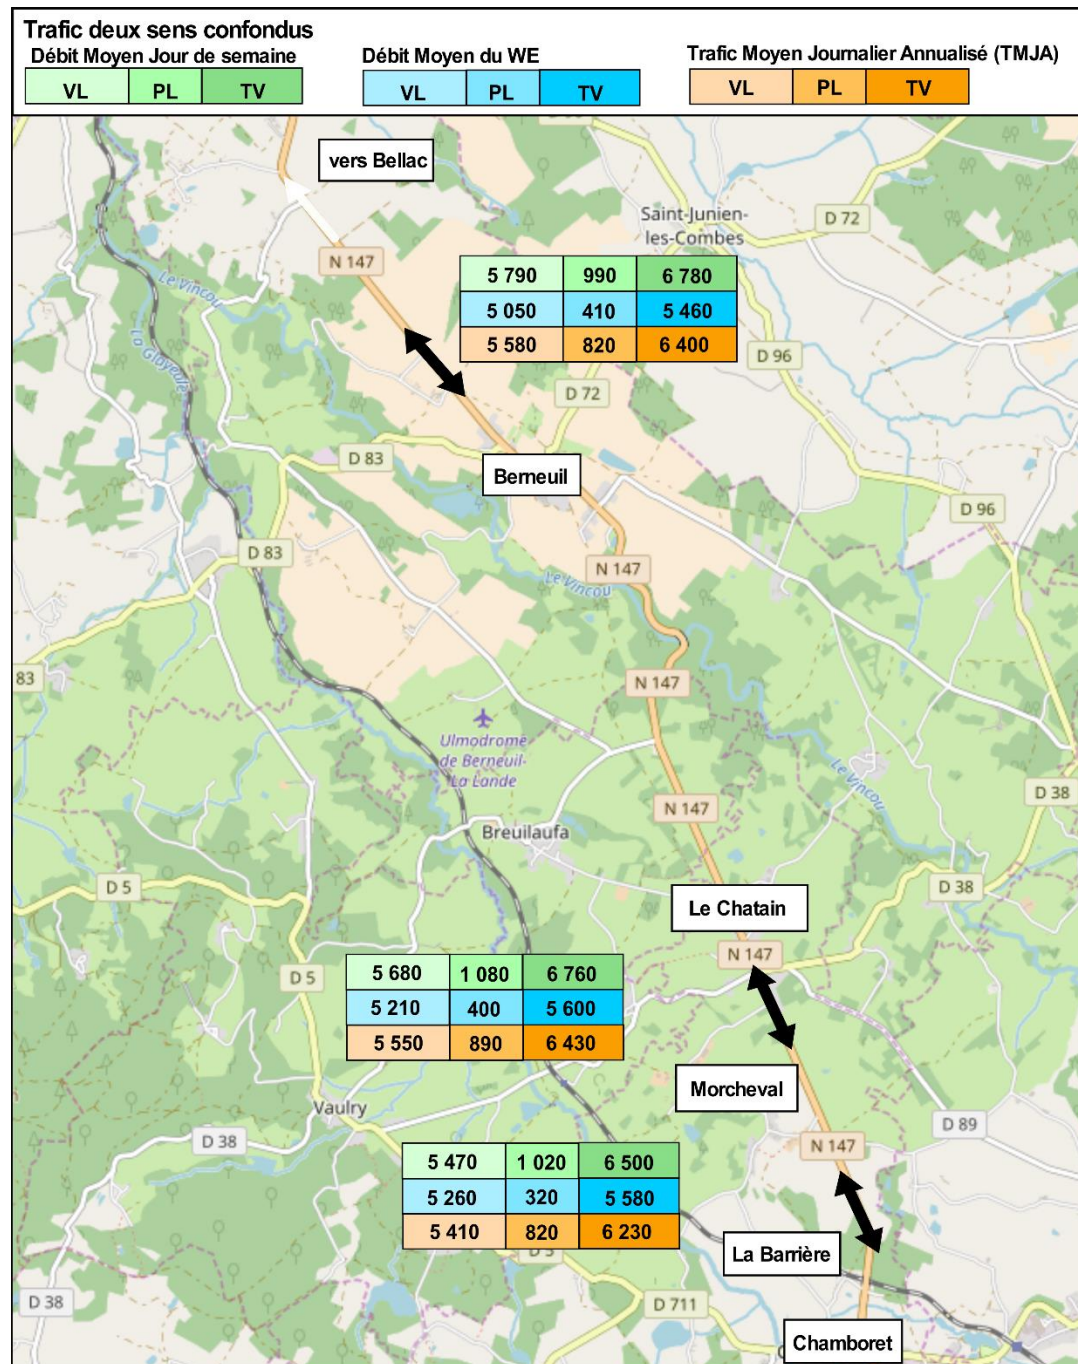 Trafic deux sens confondus
Débit Moyen Jour de semaine
VL PL TV
Débit Moyen du WE
VL PL TV
Trafic Moyen Journalier Annualisé (TMJA)
VL PL TV
vers Bellac
Saint-Junien-
les-Combes
D 72
N 147
Le Vincou
La Glayeule
5 790 990 6 780
5 050 410 5 460
5 580 820 6 400
D 96
D 72
D 83
Berneuil
D 96
D 83
N 147
Le Vincou
83
N 147
Ulmodrome
de Berneuil-
La Lande
Le Vincou
D 38
N 147
Breuilaufa
D 5
D 38
Le Chatain
N 147
D 5
5 680 1 080 6 760
5 210 400 5 600
5 550 890 6 430
Morcheval
Vaulry
D 38
D 89
N 147
5 470 1 020 6 500
5 260 320 5 580
5 410 820 6 230
D 5
La Barrière
D 38
D 711
Chamboret